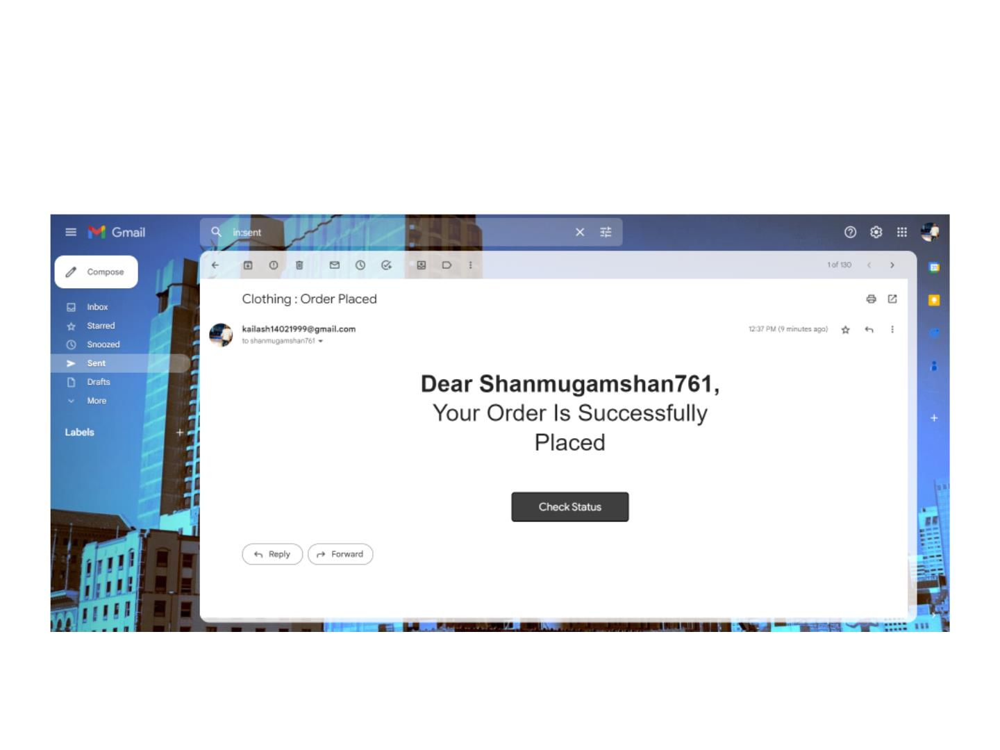 Gmail
in:sent
Compose
1 of 130
Inbox
Starred
Snoozed
Sent
Drafts
More
Labels
Clothing : Order Placed
kailash14021999@gmail.com
12:37 PM (9 minutes ago)
to shanmugamshan761
Dear Shanmugamshan761,
Your Order Is Successfully
Placed
Check Status
Reply
Forward